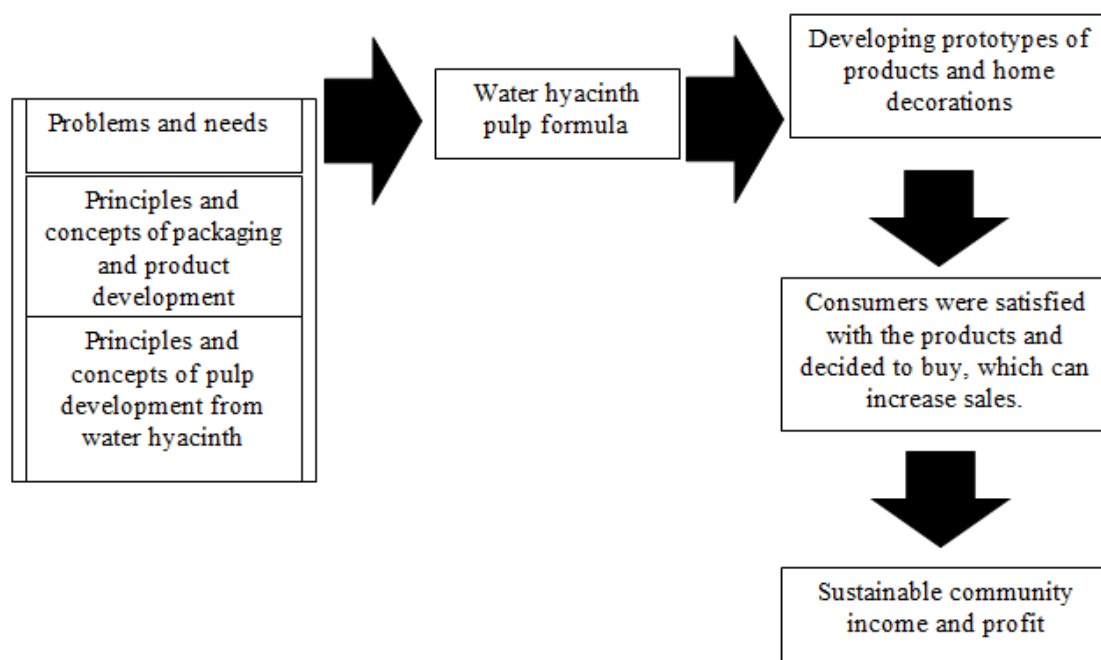 Problems and needs
Principles and
concepts of packaging
and product
development
Principles and
concepts of pulp
development from
water hyacinth
Water hyacinth
pulp formula
Developing prototypes of
products and home
decorations
Consumers were satisfied
with the products and
decided to buy, which can
increase sales.
Sustainable community
income and profit